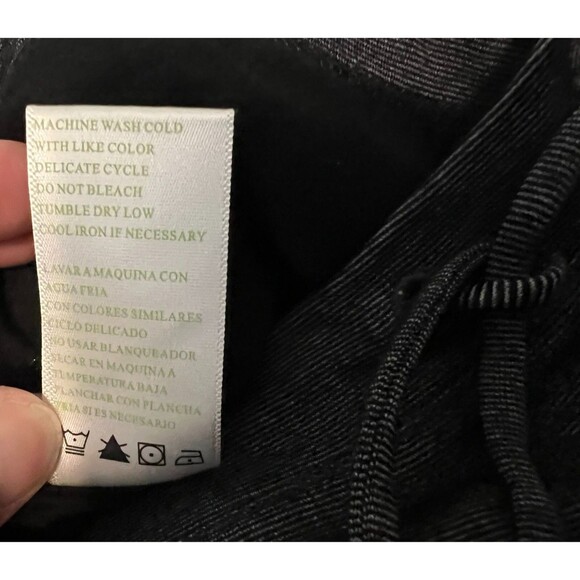 MACHINE WASH COLD
WITH LIKE COLOR
DELICATE CYCLE
DO NOT BLEACH
TUMBLE DRY LOW
COOL IRON IF NECESSARY
LAVAR A MAQUINA CON
AGUA FRIA
CON COLORES SIMILARES
CICLO DELICADO
NO USAR BLANQUEADOR
SECAR EN MAQUINA A
TEMPERATURA BAJA
PLANCHAR CON PLANCHA
FRIA SI ES NECESARIO